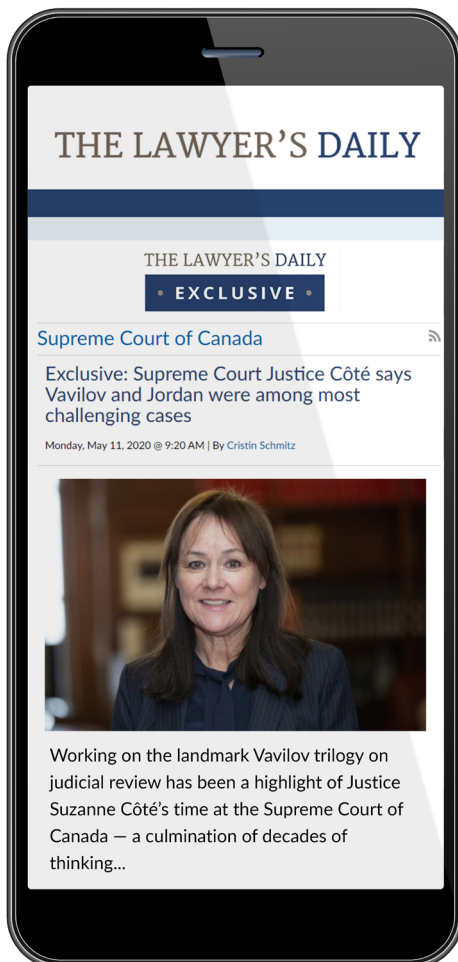 THE LAWYER'S DAILY
THE LAWYER'S DAILY
• EXCLUSIVE •
Supreme Court of Canada
Exclusive: Supreme Court Justice Côté says
Vavilov and Jordan were among most
challenging cases
Monday, May 11, 2020 @ 9:20 AM | By Cristin Schmitz
Working on the landmark Vavilov trilogy on
judicial review has been a highlight of Justice
Suzanne Côté's time at the Supreme Court of
Canada — a culmination of decades of
thinking...